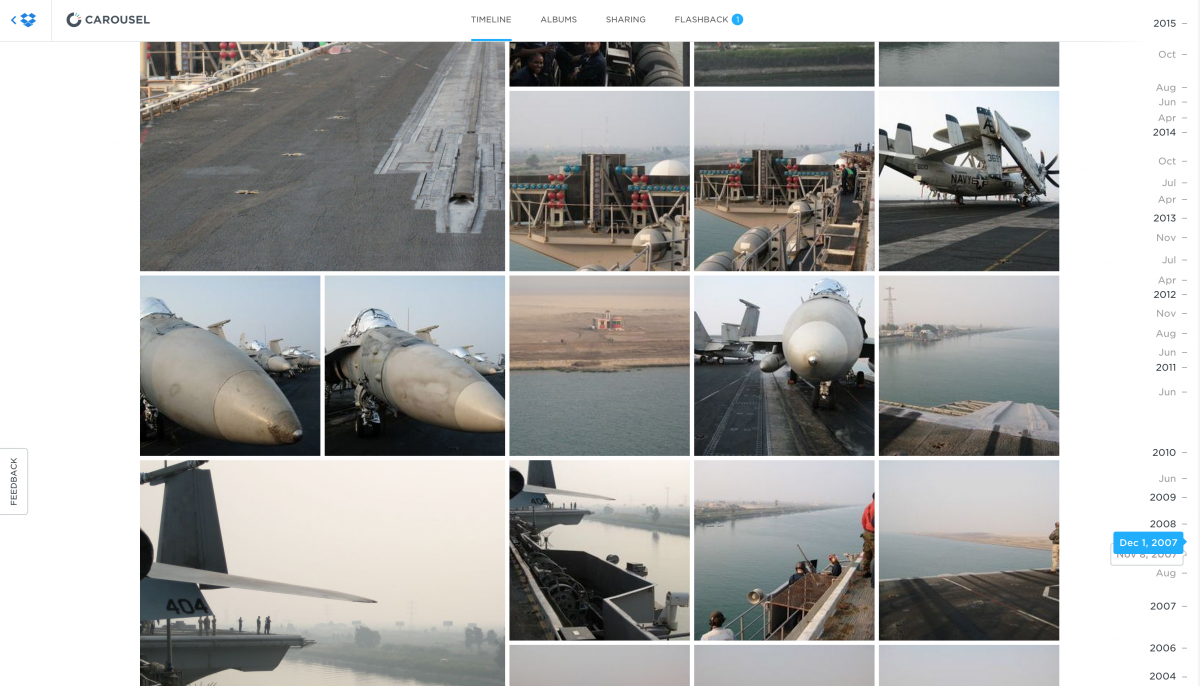 CAROUSEL
TIMELINE
ALBUMS
SHARING
FLASHBACK 1
2015
Oct
Aug
Jun
Apr
2014
Oct
Jul
Apr
2013
Nov
Jul
Apr
2012
Nov
Aug
Jun
2011
Jun
2010
Jun
2009
2008
Dec 1, 2007
Nov 8, 2007
Aug
2007
2006
2004
FEEDBACK
NAVY
600
404
404